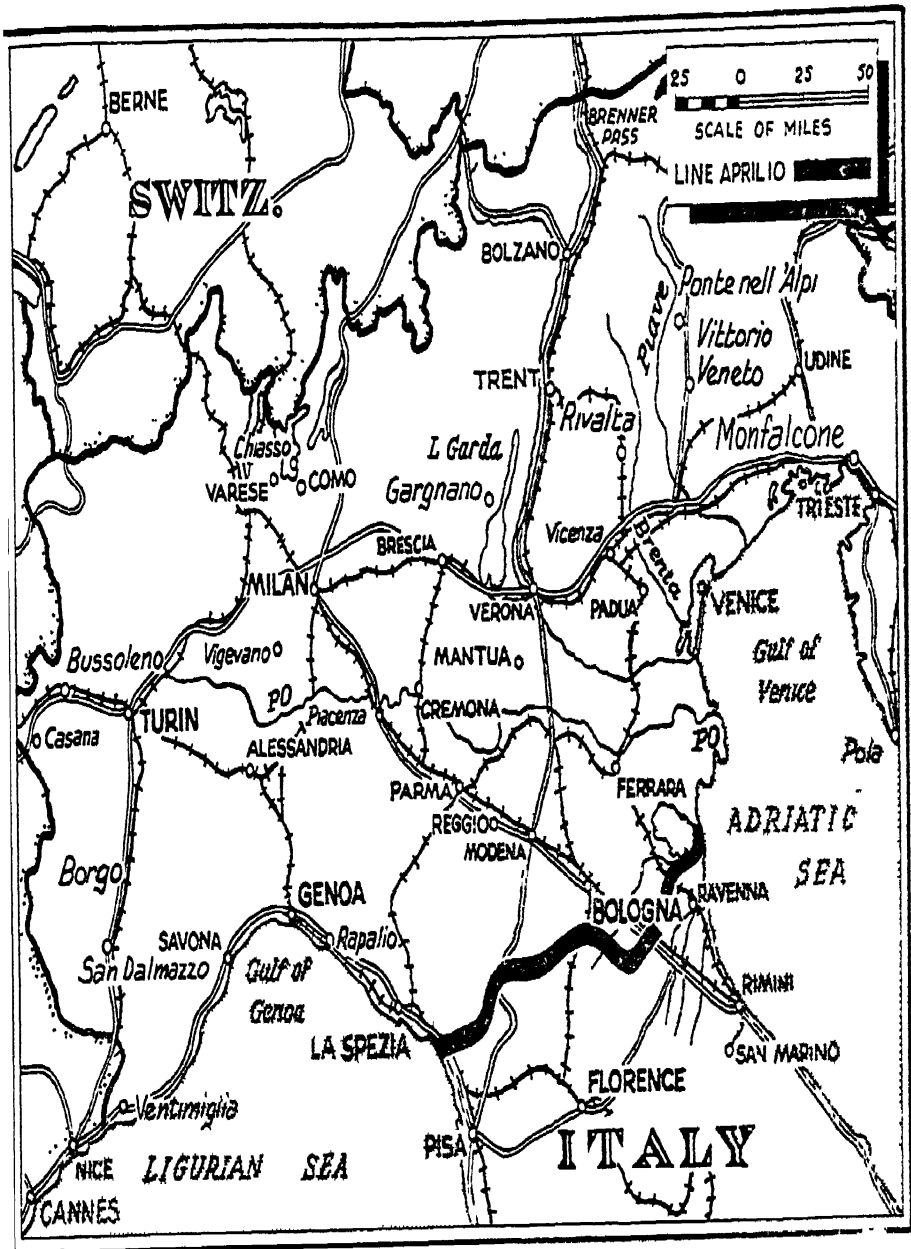 25 0 25 50
SCALE OF MILES
LINE APRIL 10
BERNE
SWITZ.
BRENNER
PASS
BOLZANO
Ponte nell'Alpi
PIAVE
Vittorio
Veneto
UDINE
TRENT
Rivalta
Monfalcone
Chiasso
L Garda
VARESE
COMO
Gargnano
TRIESTE
Vicenza
Brenta
BRESCIA
MILAN
VERONA
PADUA
VENICE
Vigevano
MANTUA
Gulf of
Venice
Bussoleno
PO
Piacenza
CREMONA
TURIN
Casana
PO
Pola
ALESSANDRIA
PARMA
FERRARA
REGGIO
MODENA
ADRIATIC
SEA
Borgo
San Dalmazzo
GENOA
BOLOGNA
RAVENNA
SAVONA
Rapallo
Gulf of
Genoa
RIMINI
LA SPEZIA
SAN MARINO
FLORENCE
Ventimiglia
PISA
ITALY
NICE
LIGURIAN SEA
CANNES